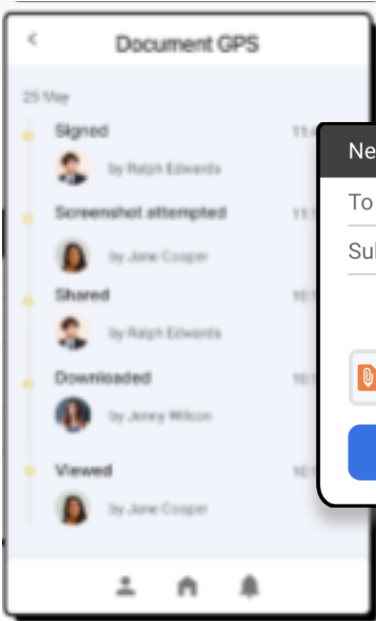 Document GPS
25 May
Signed
by Ralph Edwards
Screenshot attempted
by Jane Cooper
Shared
by Ralph Edwards
Downloaded
by Jenny Wilson
Viewed
by Jane Cooper
To